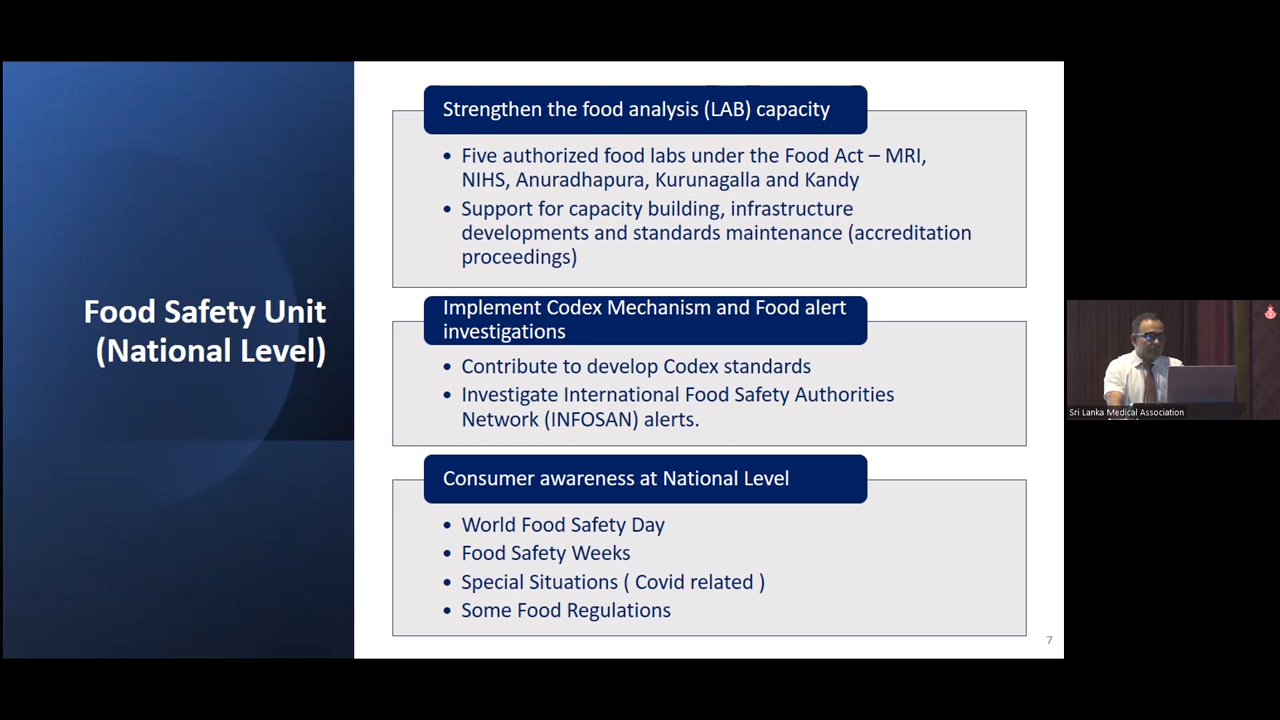 Food Safety Unit
(National Level)
Strengthen the food analysis (LAB) capacity
• Five authorized food labs under the Food Act – MRI,
NIHS, Anuradhapura, Kurunagalla and Kandy
• Support for capacity building, infrastructure
developments and standards maintenance (accreditation
proceedings)
Implement Codex Mechanism and Food alert
investigations
• Contribute to develop Codex standards
• Investigate International Food Safety Authorities
Network (INFOSAN) alerts.
Consumer awareness at National Level
• World Food Safety Day
• Food Safety Weeks
• Special Situations ( Covid related )
• Some Food Regulations
7
Sri Lanka Medical Association